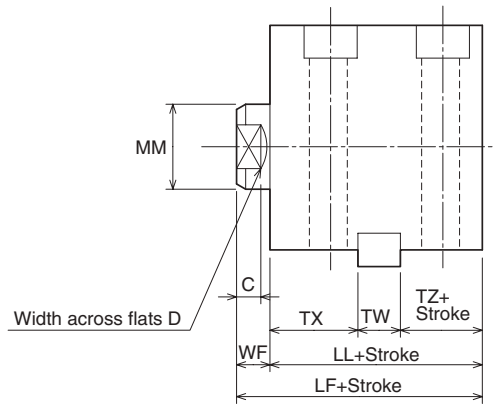 MM
C
Width across flats D
TX
TW
TZ+
Stroke
WF
LL+Stroke
LF+Stroke